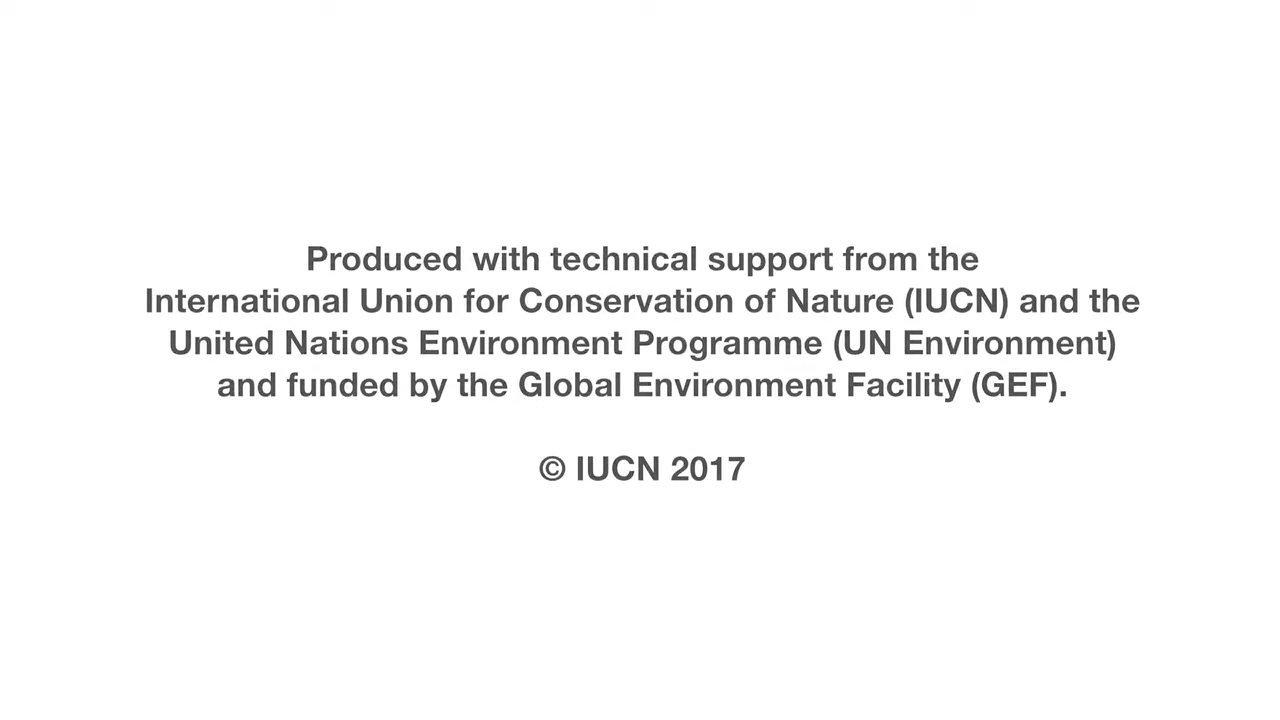 Produced with technical support from the
International Union for Conservation of Nature (IUCN) and the
United Nations Environment Programme (UN Environment)
and funded by the Global Environment Facility (GEF).
© IUCN 2017